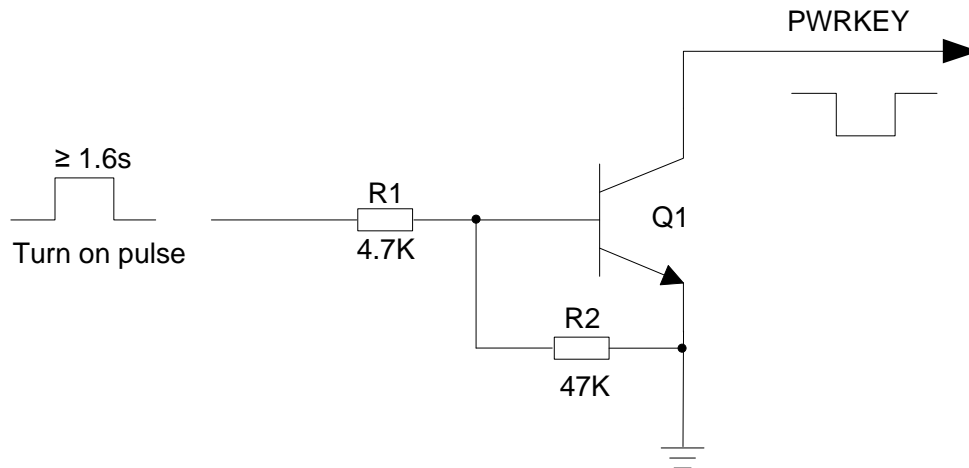 PWRKEY
≥ 1.6s
Turn on pulse
R1
4.7K
Q1
R2
47K